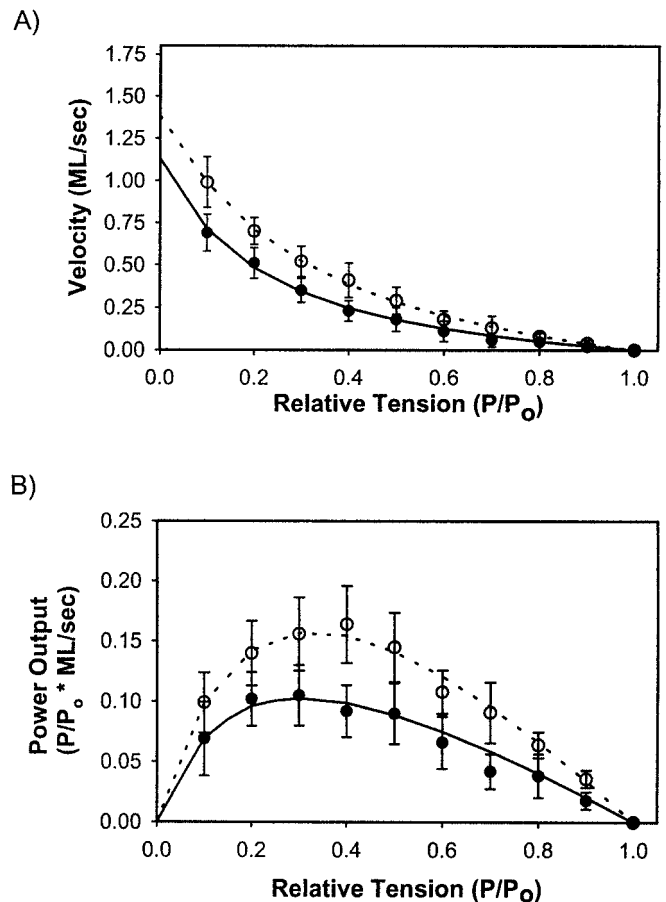 A)
Velocity (ML/sec)
1.75
1.50
1.25
1.00
0.75
0.50
0.25
0.00
0.0 0.2 0.4 0.6 0.8 1.0
Relative Tension (P/Po)
B)
Power Output
(P/Po * ML/sec)
0.25
0.20
0.15
0.10
0.05
0.00
0.0 0.2 0.4 0.6 0.8 1.0
Relative Tension (P/Po)